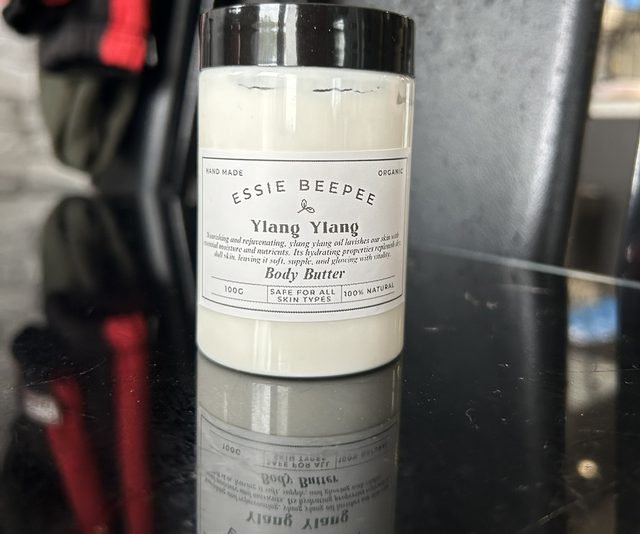 HAND MADE ORGANIC
ESSIE BEEPEE
Ylang Ylang
Nourishing and rejuvenating, ylang ylang oil lavishes our skin with
essential moisture and nutrients. Its hydrating properties replenish dry,
dull skin, leaving it soft, supple, and glowing with vitality.
Body Butter
100G SAFE FOR ALL SKIN TYPES 100% NATURAL